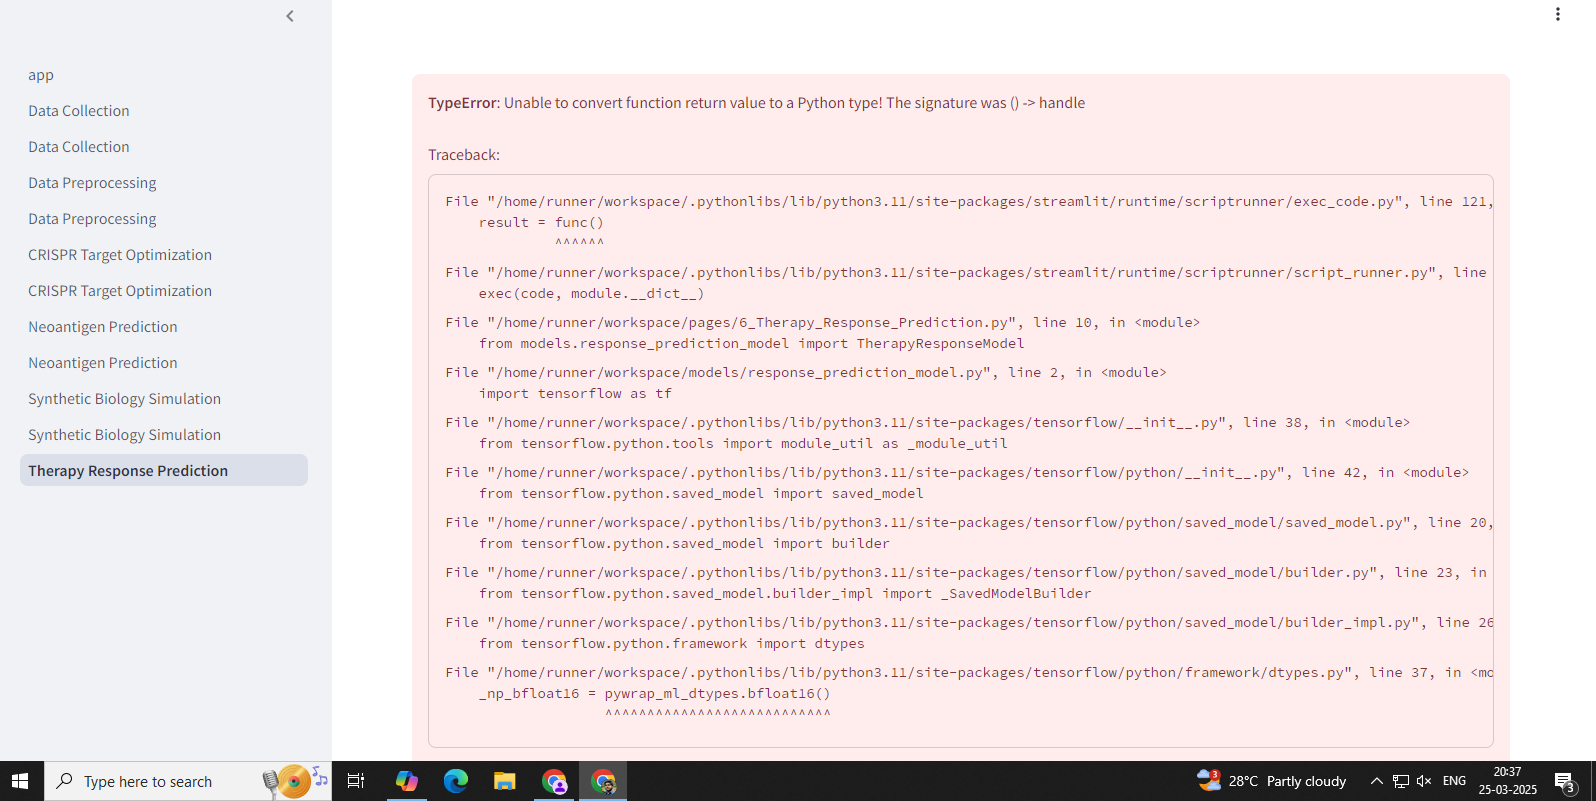 app
Data Collection
Data Collection
Data Preprocessing
Data Preprocessing
CRISPR Target Optimization
CRISPR Target Optimization
Neoantigen Prediction
Neoantigen Prediction
Synthetic Biology Simulation
Synthetic Biology Simulation
Therapy Response Prediction
TypeError: Unable to convert function return value to a Python type! The signature was () -> handle
Traceback:
File "/home/runner/workspace/.pythonlibs/lib/python3.11/site-packages/streamlit/runtime/scriptrunner/exec_code.py", line 121,
result = func()
^^^^^^
File "/home/runner/workspace/.pythonlibs/lib/python3.11/site-packages/streamlit/runtime/scriptrunner/script_runner.py", line
exec(code, module.__dict__)
File "/home/runner/workspace/pages/6_Therapy_Response_Prediction.py", line 10, in <module>
from models.response_prediction_model import TherapyResponseModel
File "/home/runner/workspace/models/response_prediction_model.py", line 2, in <module>
import tensorflow as tf
File "/home/runner/workspace/.pythonlibs/lib/python3.11/site-packages/tensorflow/__init__.py", line 38, in <module>
from tensorflow.python.tools import module_util as _module_util
File "/home/runner/workspace/.pythonlibs/lib/python3.11/site-packages/tensorflow/python/__init__.py", line 42, in <module>
from tensorflow.python.saved_model import saved_model
File "/home/runner/workspace/.pythonlibs/lib/python3.11/site-packages/tensorflow/python/saved_model/saved_model.py", line 20,
from tensorflow.python.saved_model import builder
File "/home/runner/workspace/.pythonlibs/lib/python3.11/site-packages/tensorflow/python/saved_model/builder.py", line 23, in
from tensorflow.python.saved_model.builder_impl import _SavedModelBuilder
File "/home/runner/workspace/.pythonlibs/lib/python3.11/site-packages/tensorflow/python/saved_model/builder_impl.py", line 26
from tensorflow.python.framework import dtypes
File "/home/runner/workspace/.pythonlibs/lib/python3.11/site-packages/tensorflow/python/framework/dtypes.py", line 37, in <mo
_np_bfloat16 = pywrap_ml_dtypes.bfloat16()
^^^^^^^^^^^^^^^^^^^^^^^^^^^
Type here to search
3
28°C Partly cloudy
ENG
20:37
25-03-2025
3